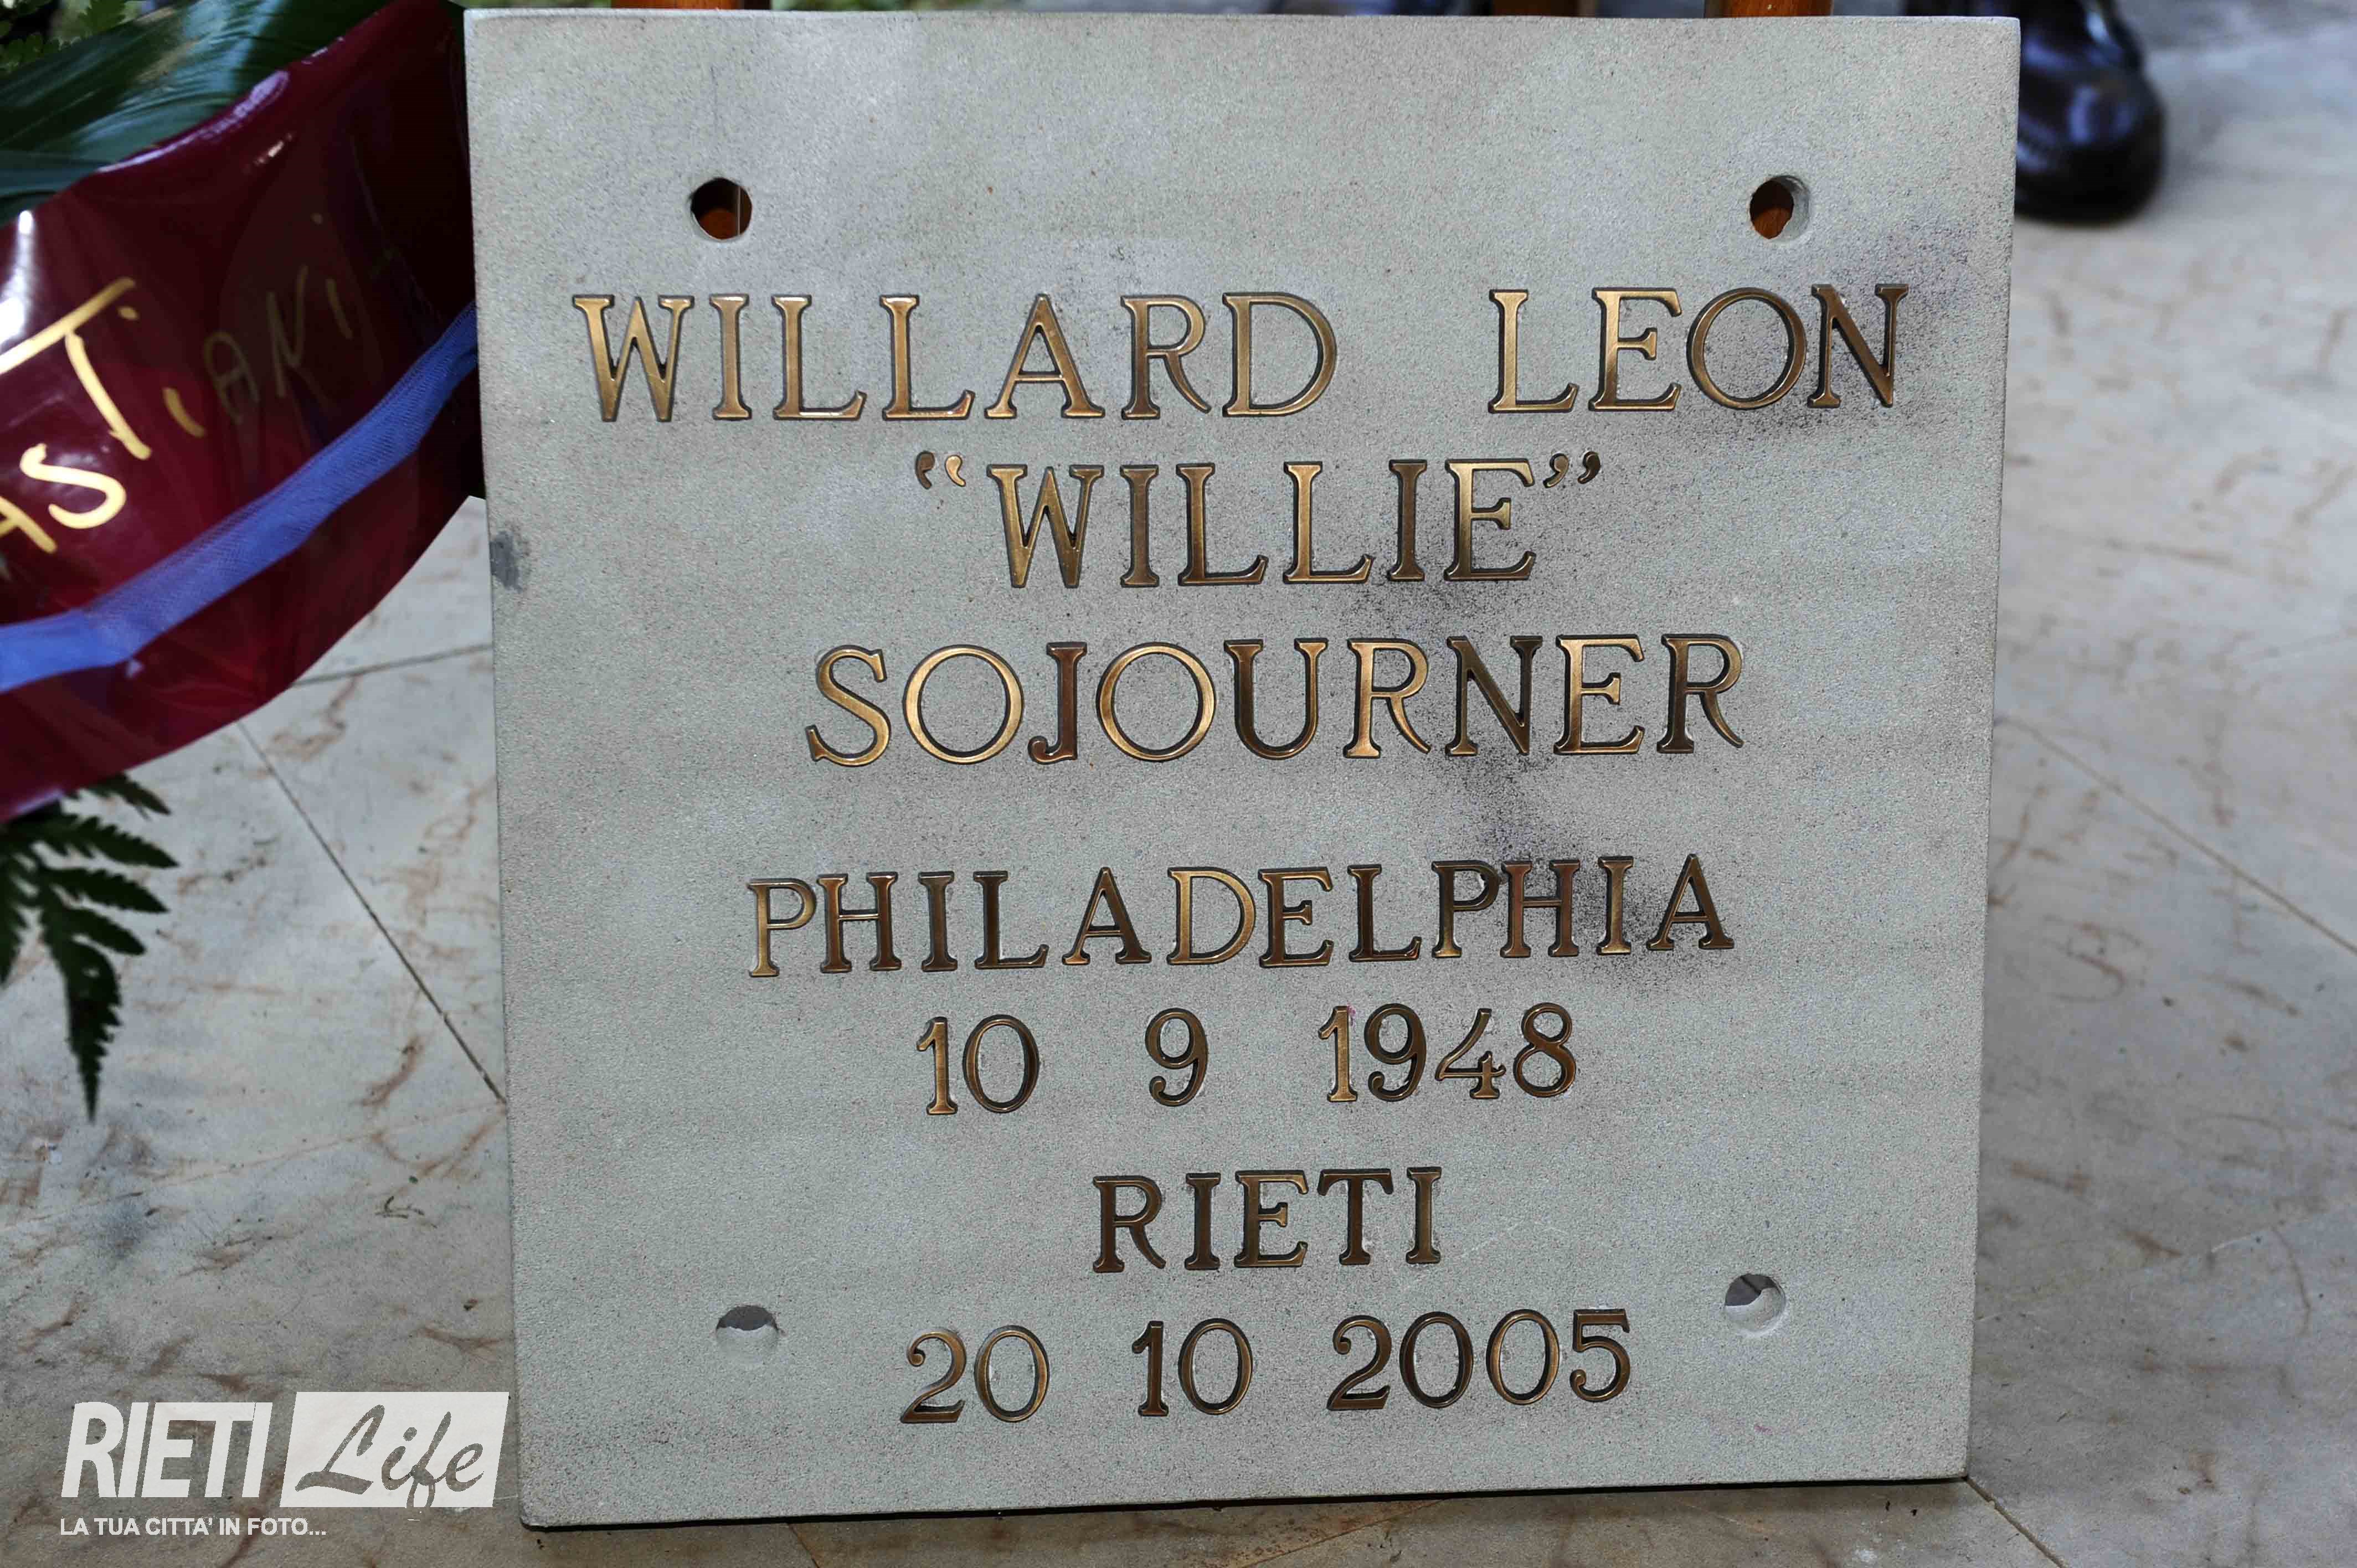 WILLARD LEON
“WILLIE”
SOJOURNER
PHILADELPHIA
10 9 1948
RIETI
20 10 2005
RIETI Life
LA TUA CITTA' IN FOTO...